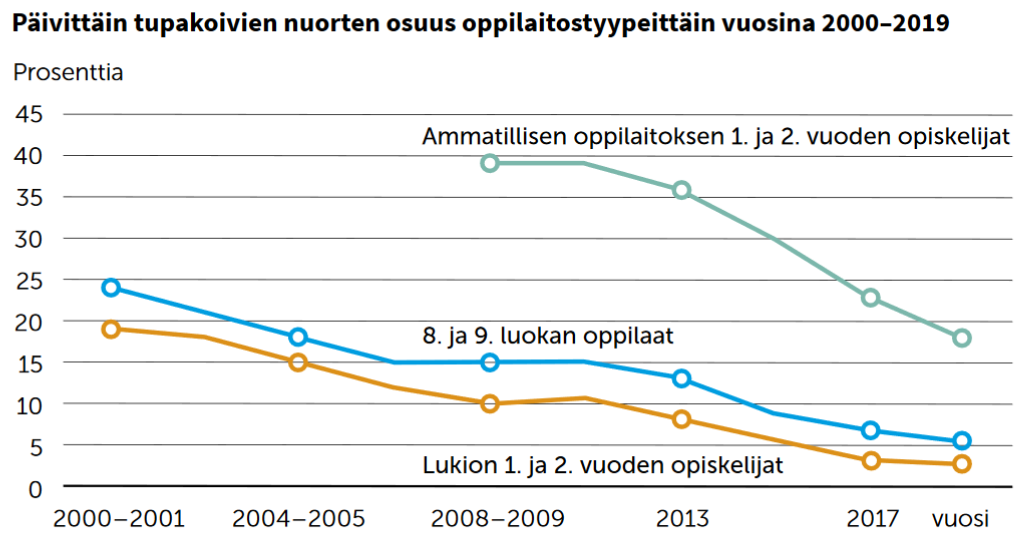 Päivittäin tupakoivien nuorten osuus oppilaitostyypeittäin vuosina 2000–2019
Prosenttia
45
Ammatillisen oppilaitoksen 1. ja 2. vuoden opiskelijat
40
35
30
25
20
8. ja 9. luokan oppilaat
15
10
5
Lukion 1. ja 2. vuoden opiskelijat
0
2000–2001 2004–2005 2008–2009 2013 2017 vuosi